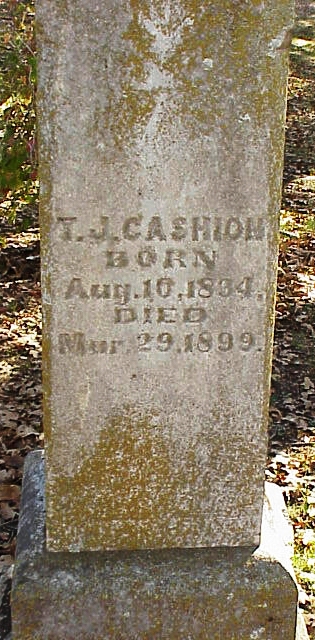 T. J. CASHION
BORN
Aug. 10, 1834.
DIED
Mar. 29, 1899.